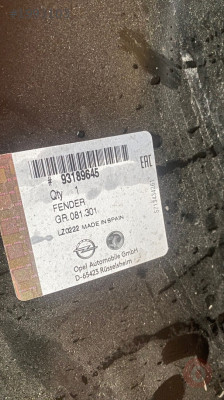 # 93189645
Qty 1
FENDER
GR.081.301
LZ0222 MADE IN SPAIN
EAC
Opel Automobile GmbH
D-65423 Rüsselsheim